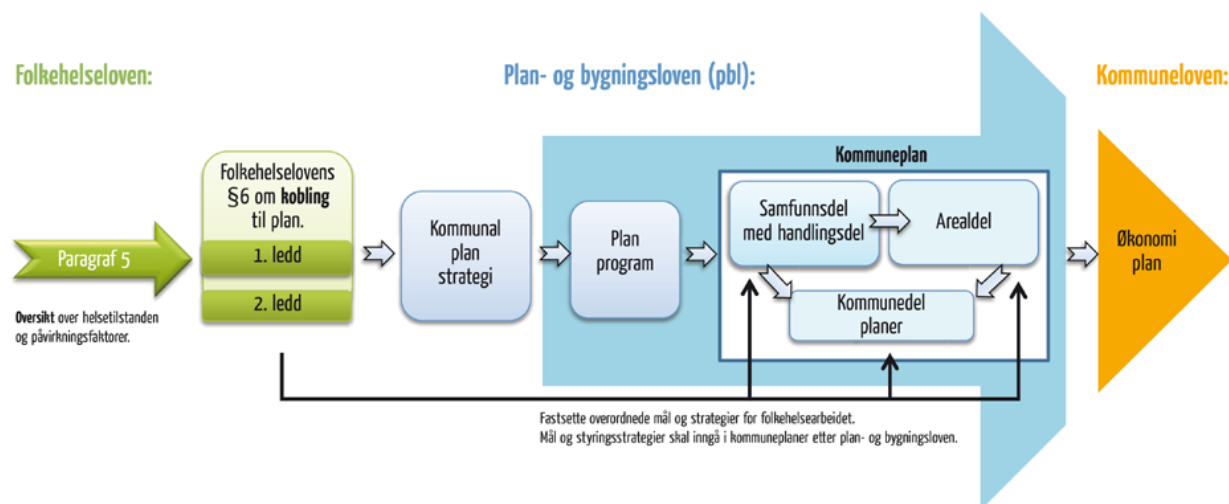 Folkehelseloven:
Plan- og bygningsloven (pbl):
Kommuneloven:
Paragraf 5
Oversikt over helsetilstanden
og påvirkningsfaktorer.
Folkehelselovens
§6 om kobling
til plan.
1. ledd
2. ledd
Kommunal
plan
strategi
Plan
program
Kommuneplan
Samfunnsdel
med handlingsdel
Arealdel
Kommunedel
planer
Økonomi
plan
Fastsette overordnede mål og strategier for folkehelsearbeidet.
Mål og styringsstrategier skal inngå i kommuneplaner etter plan- og bygningsloven.